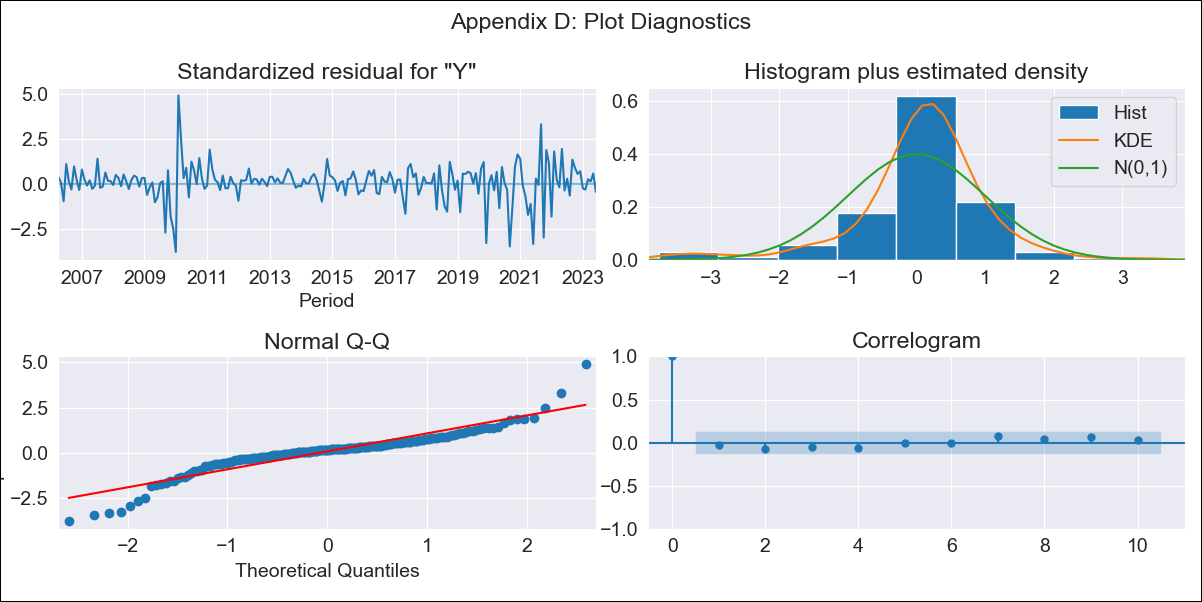 Appendix D: Plot Diagnostics
Standardized residual for "Y"
5.0
2.5
0.0
−2.5
2007 2009 2011 2013 2015 2017 2019 2021 2023
Period
Histogram plus estimated density
0.6
0.4
0.2
0.0
−3 −2 −1 0 1 2 3
Hist
KDE
N(0,1)
Normal Q-Q
5.0
2.5
0.0
−2.5
−2 −1 0 1 2
Theoretical Quantiles
Correlogram
1.0
0.5
0.0
−0.5
−1.0
0 2 4 6 8 10